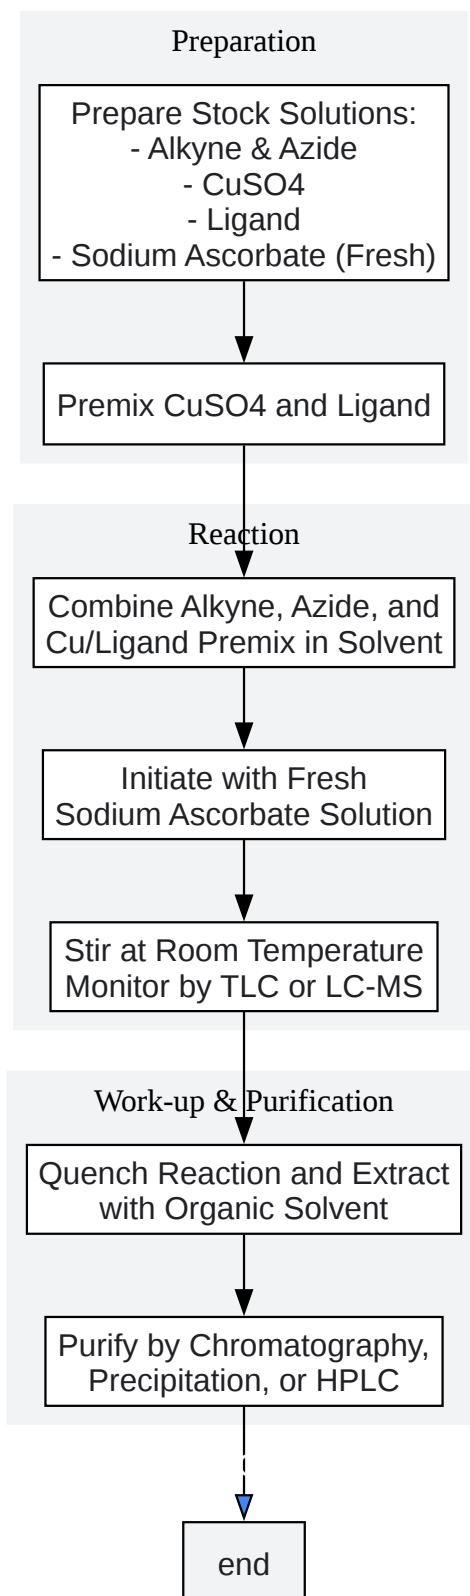 Preparation
Prepare Stock Solutions:
- Alkyne & Azide
- CuSO4
- Ligand
- Sodium Ascorbate (Fresh)
Premix CuSO4 and Ligand
Reaction
Combine Alkyne, Azide, and
Cu/Ligand Premix in Solvent
Initiate with Fresh
Sodium Ascorbate Solution
Stir at Room Temperature
Monitor by TLC or LC-MS
Work-up & Purification
Quench Reaction and Extract
with Organic Solvent
Purify by Chromatography,
Precipitation, or HPLC
end